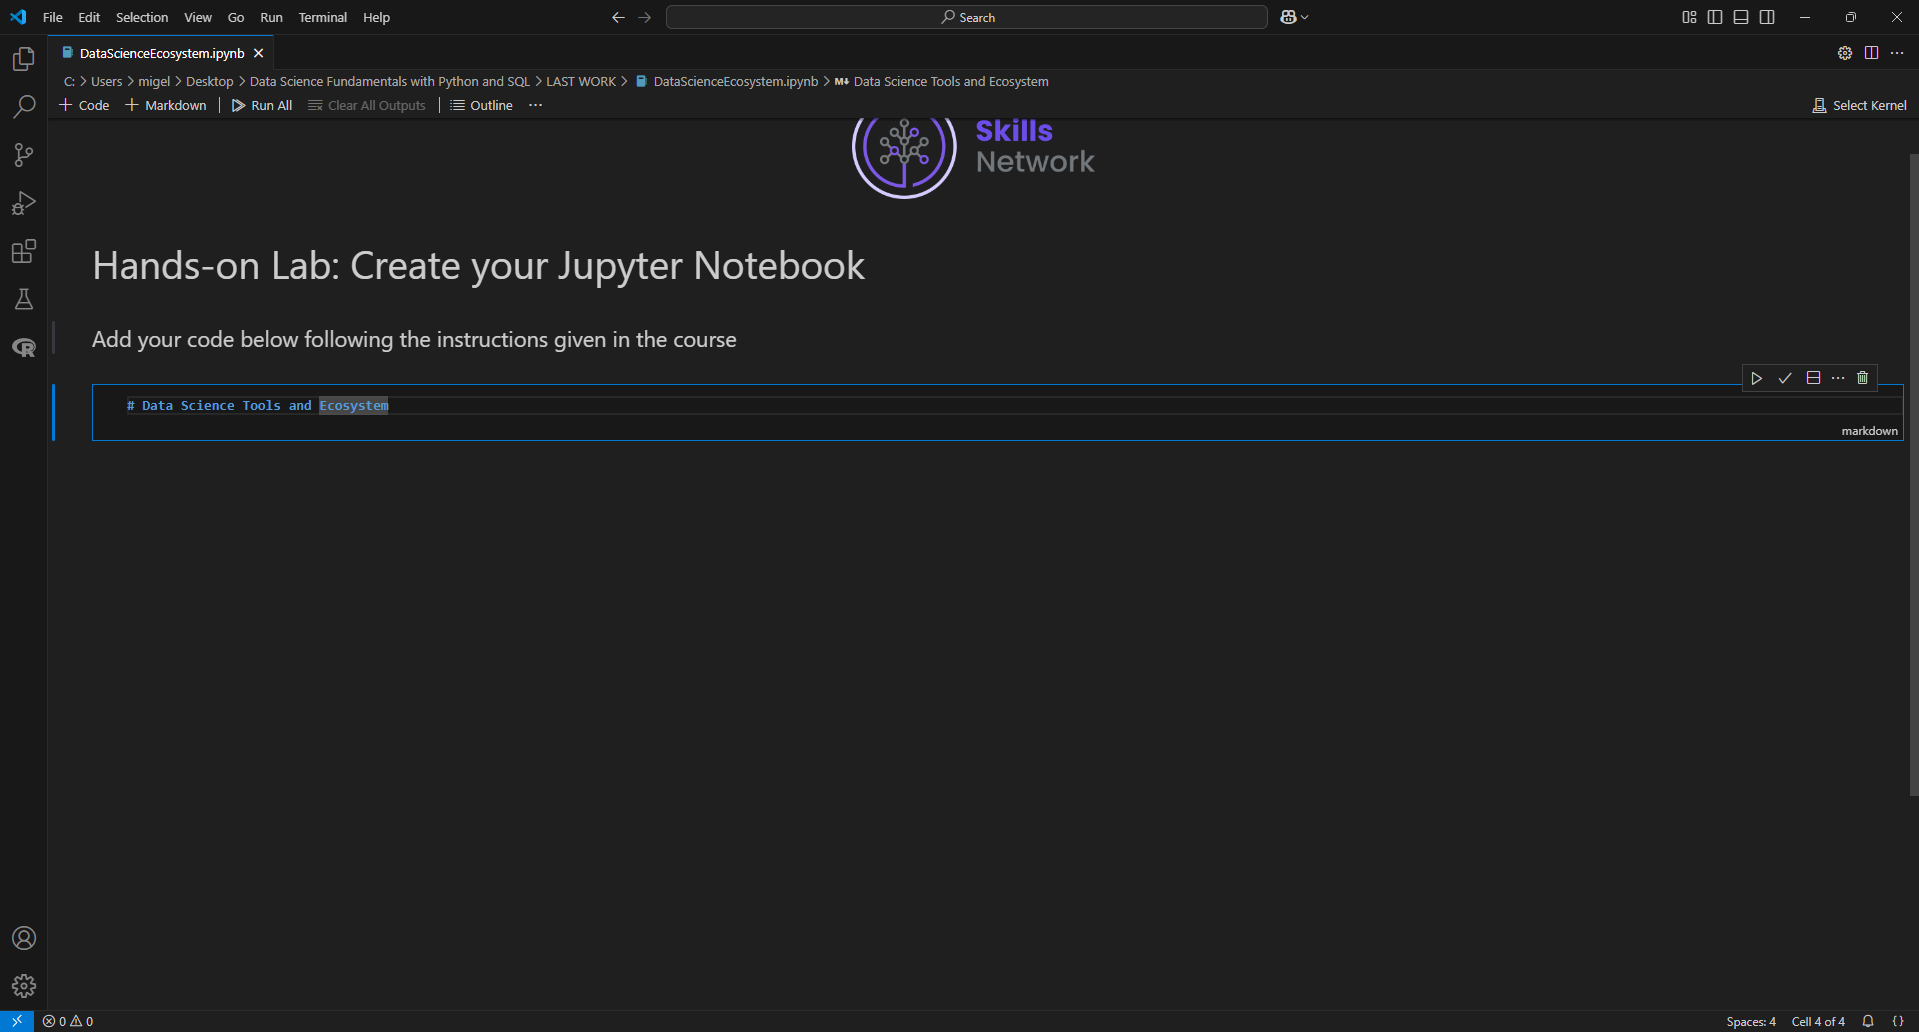 File Edit Selection View Go Run Terminal Help
Search
DataScienceEcosystem.ipynb
C: > Users > migel > Desktop > Data Science Fundamentals with Python and SQL > LAST WORK > DataScienceEcosystem.ipynb > M↓ Data Science Tools and Ecosystem
+ Code + Markdown Run All Clear All Outputs Outline ...
Select Kernel
Skills
Network
Hands-on Lab: Create your Jupyter Notebook
Add your code below following the instructions given in the course
# Data Science Tools and Ecosystem
markdown
0 0
Spaces: 4 Cell 4 of 4 {}